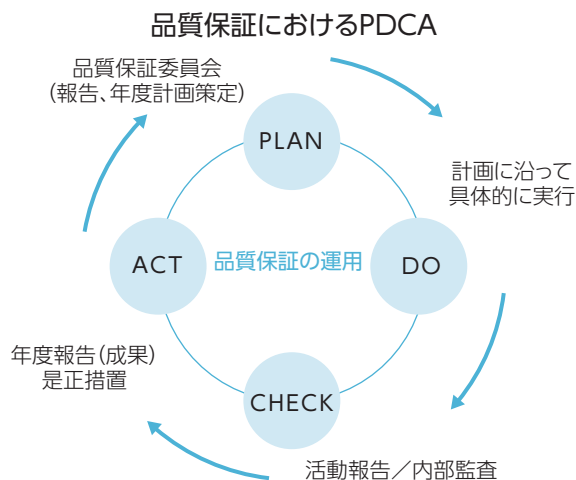 品質保証におけるPDCA
品質保証委員会
(報告、年度計画策定)
PLAN
計画に沿って
具体的に実行
ACT
品質保証の運用
DO
年度報告(成果)
是正措置
CHECK
活動報告／内部監査